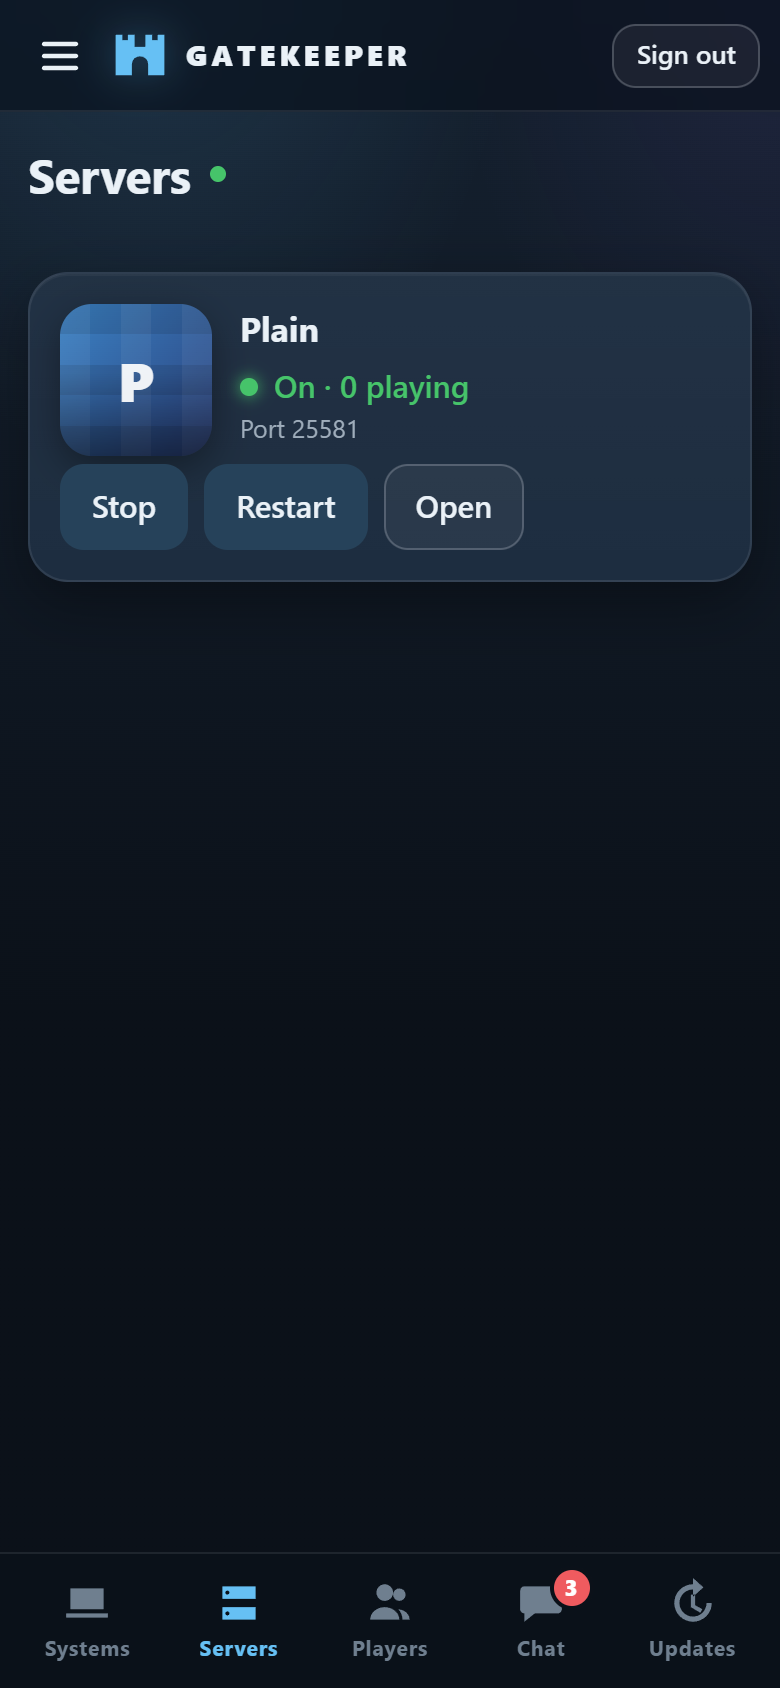 GATEKEEPER
Sign out
Servers
P
Plain
On · 0 playing
Port 25581
Stop
Restart
Open
Systems
Servers
Players
3
Chat
Updates